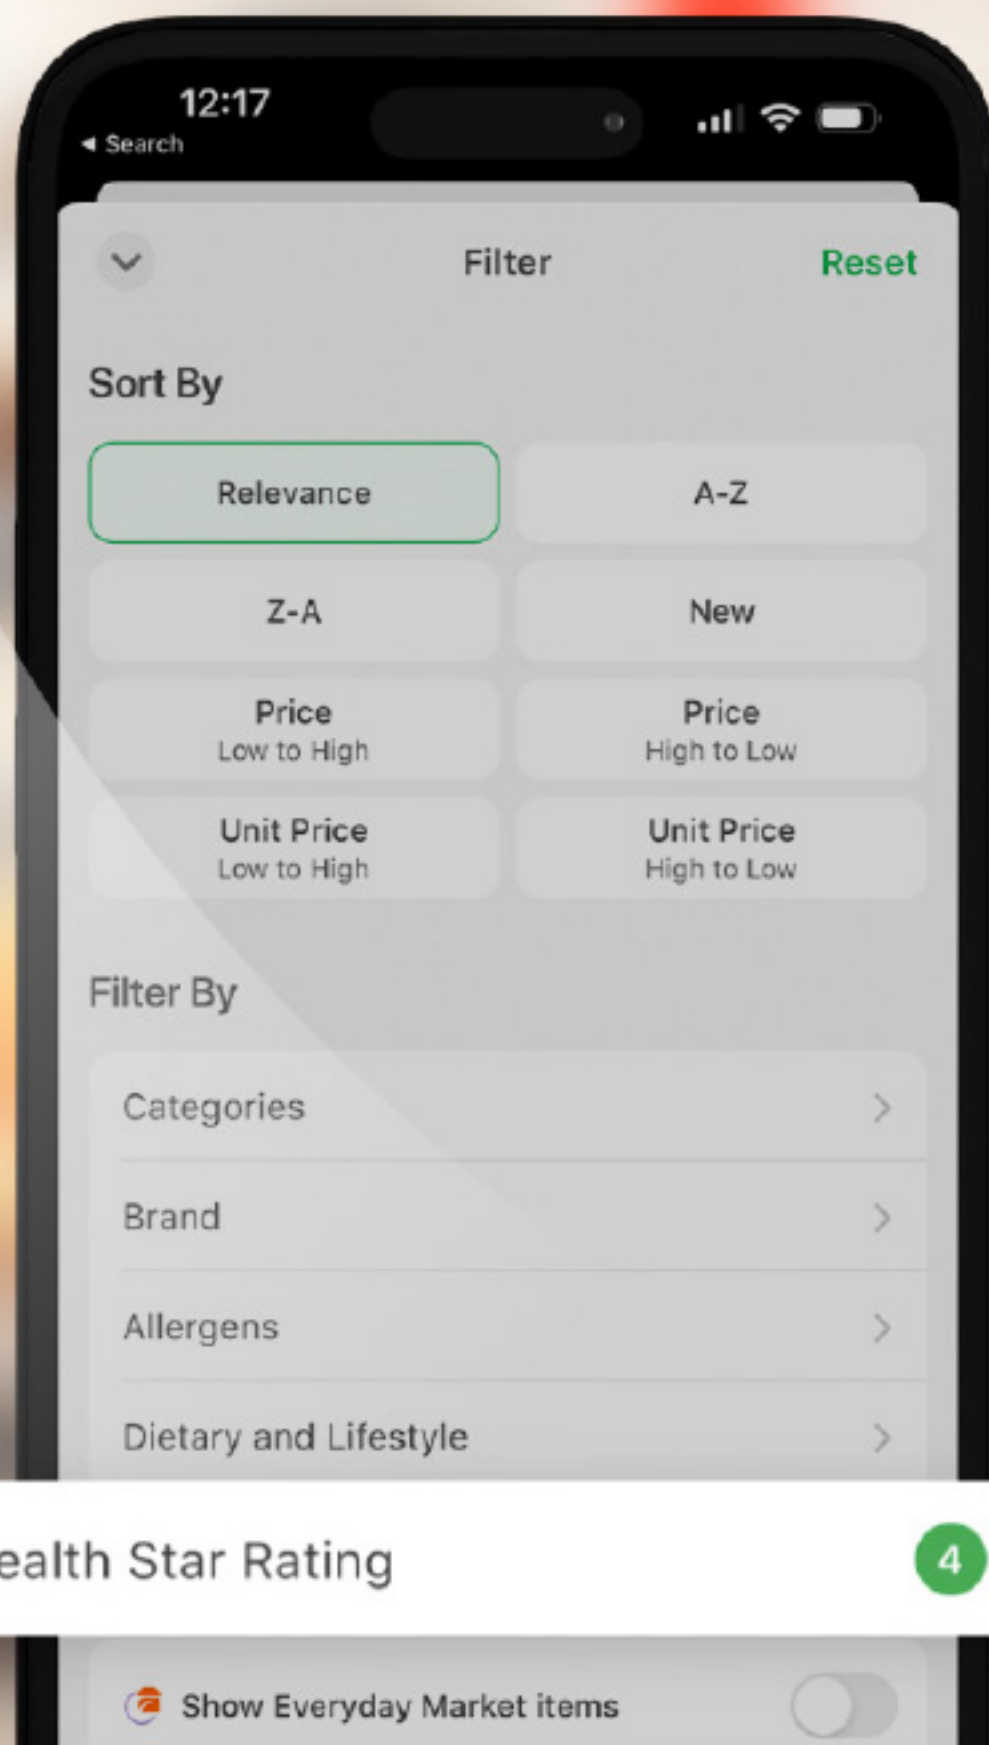 12:17
Search
Filter
Reset
Sort By
Relevance
A-Z
Z-A
New
Price
Low to High
Price
High to Low
Unit Price
Low to High
Unit Price
High to Low
Filter By
Categories
Brand
Allergens
Dietary and Lifestyle
ealth Star Rating
4
Show Everyday Market items